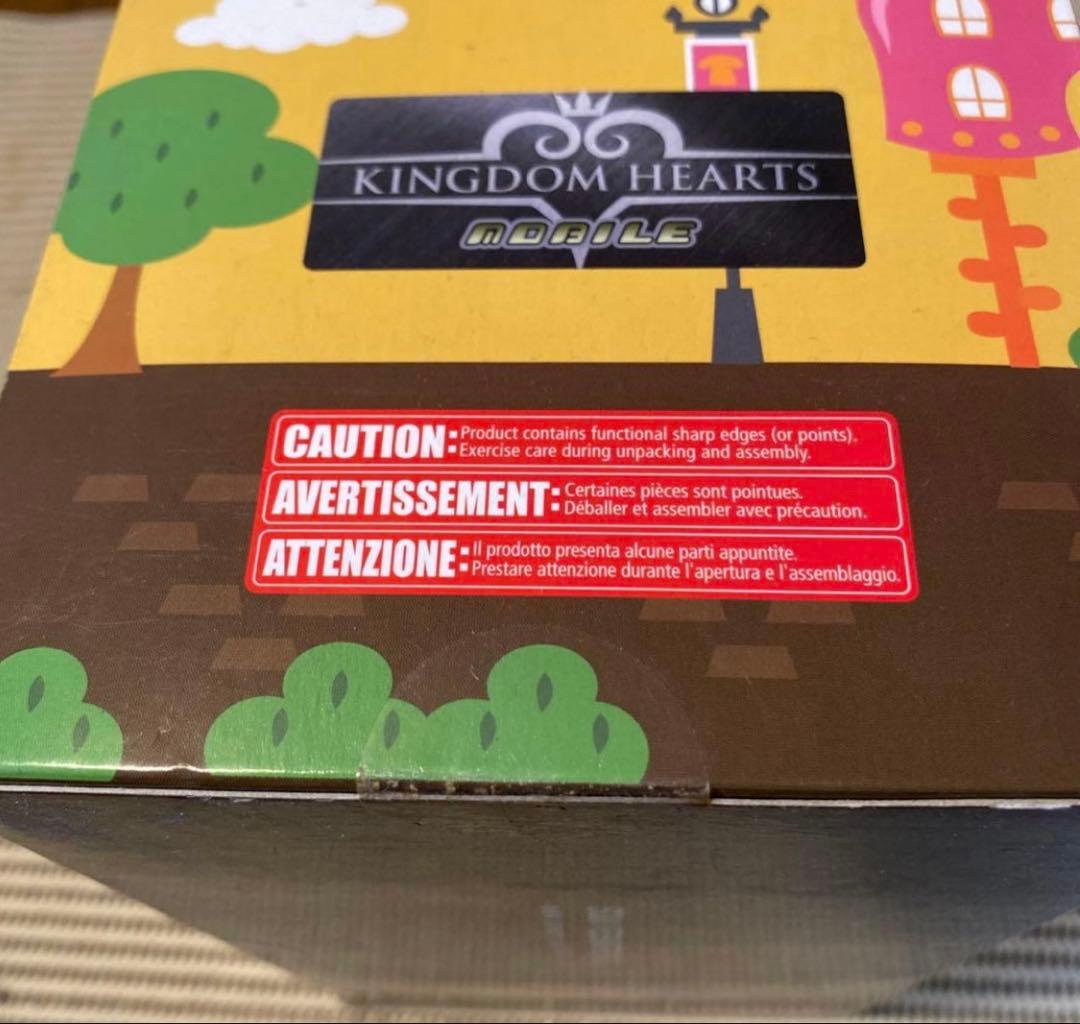 KINGDOM HEARTS
MOBILE
CAUTION: Product contains functional sharp edges (or points).
Exercise care during unpacking and assembly.
AVERTISSEMENT: Certaines pièces sont pointues.
Déballer et assembler avec précaution.
ATTENZIONE: Il prodotto presenta alcune parti appuntite.
Prestare attenzione durante l'apertura e l'assemblaggio.